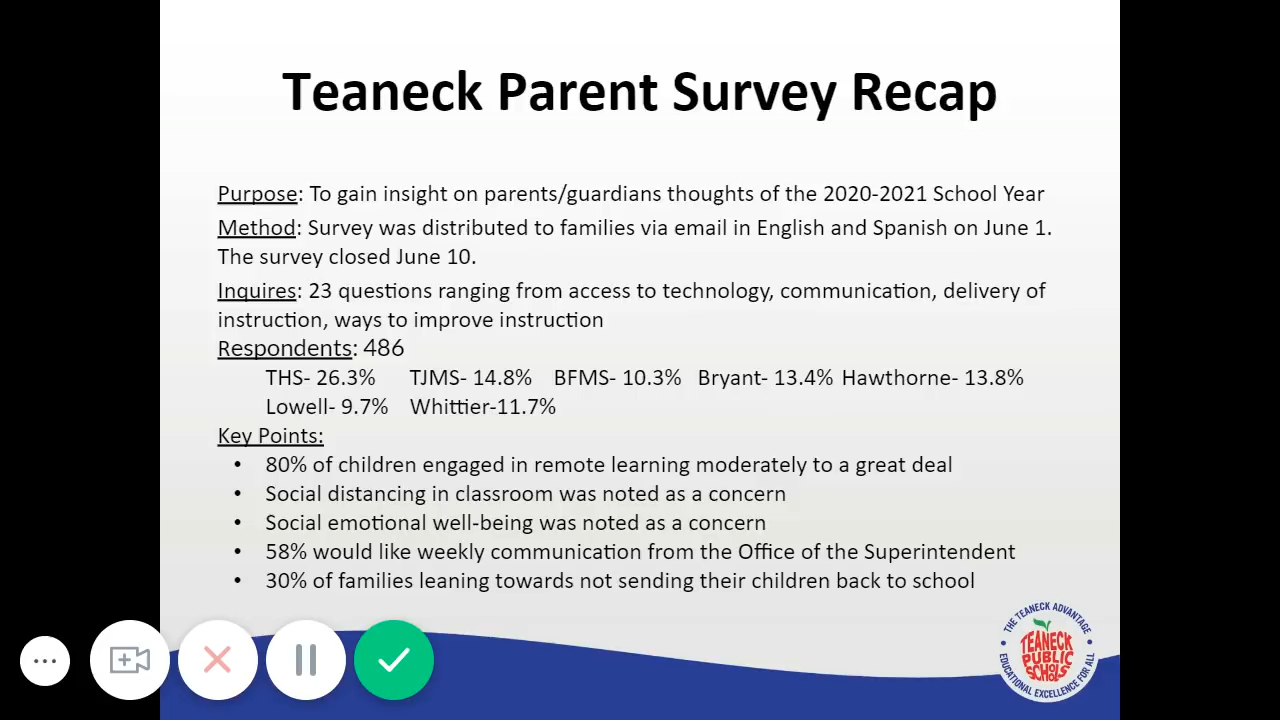 Teaneck Parent Survey Recap
Purpose: To gain insight on parents/guardians thoughts of the 2020-2021 School Year
Method: Survey was distributed to families via email in English and Spanish on June 1.
The survey closed June 10.
Inquires: 23 questions ranging from access to technology, communication, delivery of
instruction, ways to improve instruction
Respondents: 486
THS- 26.3% TJMS- 14.8% BFMS- 10.3% Bryant- 13.4% Hawthorne- 13.8%
Lowell- 9.7% Whittier-11.7%
Key Points:
• 80% of children engaged in remote learning moderately to a great deal
• Social distancing in classroom was noted as a concern
• Social emotional well-being was noted as a concern
• 58% would like weekly communication from the Office of the Superintendent
• 30% of families leaning towards not sending their children back to school
THE TEANECK ADVANTAGE
TEANECK
PUBLIC
SCHOOLS
EDUCATIONAL EXCELLENCE FOR ALL